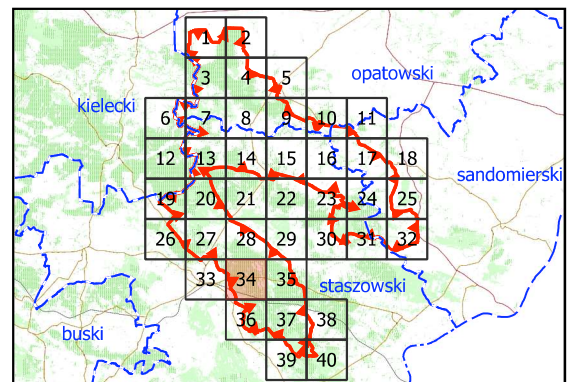 1 2
3 4 5
opatowski
kielecki
6 7 8 9 10 11
12 13 14 15 16 17 18
sandomierski
19 20 21 22 23 24 25
26 27 28 29 30 31 32
33 34 35
staszowski
36 37 38
buski
39 40